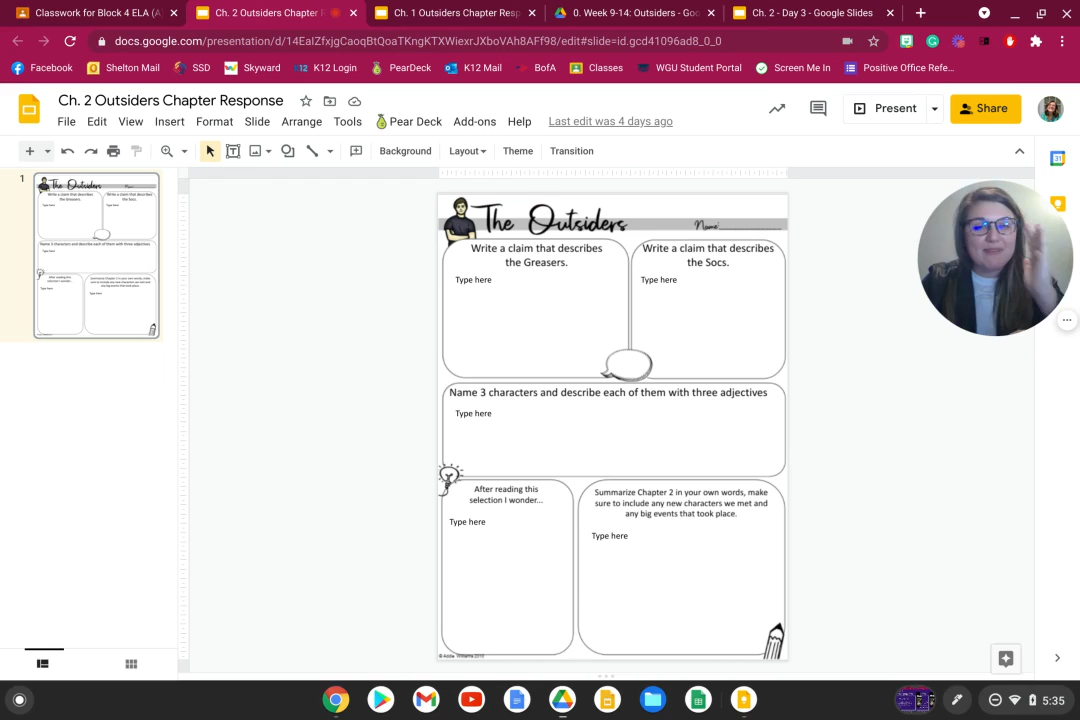 Classwork for Block 4 ELA (A
Ch. 2 Outsiders Chapter
Ch. 1 Outsiders Chapter Resp
0. Week 9-14: Outsiders - Goo
Ch. 2 - Day 3 - Google Slides
docs.google.com/presentation/d/14EaIZfxjgCaoqBtQoaTKngKTXWiexrJXboVAh8AFf98/edit#slide=id.gcd41096ad8_0_0
Facebook
Shelton Mail
SSD
Skyward
K12 Login
PearDeck
K12 Mail
BofA
Classes
WGU Student Portal
Screen Me In
Positive Office Refe...
Ch. 2 Outsiders Chapter Response
File Edit View Insert Format Slide Arrange Tools Pear Deck Add-ons Help Last edit was 4 days ago
Present
Share
Background Layout Theme Transition
1
The Outsiders
Name:
Write a claim that describes
the Greasers.
Type here
Write a claim that describes
the Socs.
Type here
Name 3 characters and describe each of them with three adjectives
Type here
After reading this
selection I wonder...
Type here
Summarize Chapter 2 in your own words, make
sure to include any new characters we met and
any big events that took place.
Type here
5:35